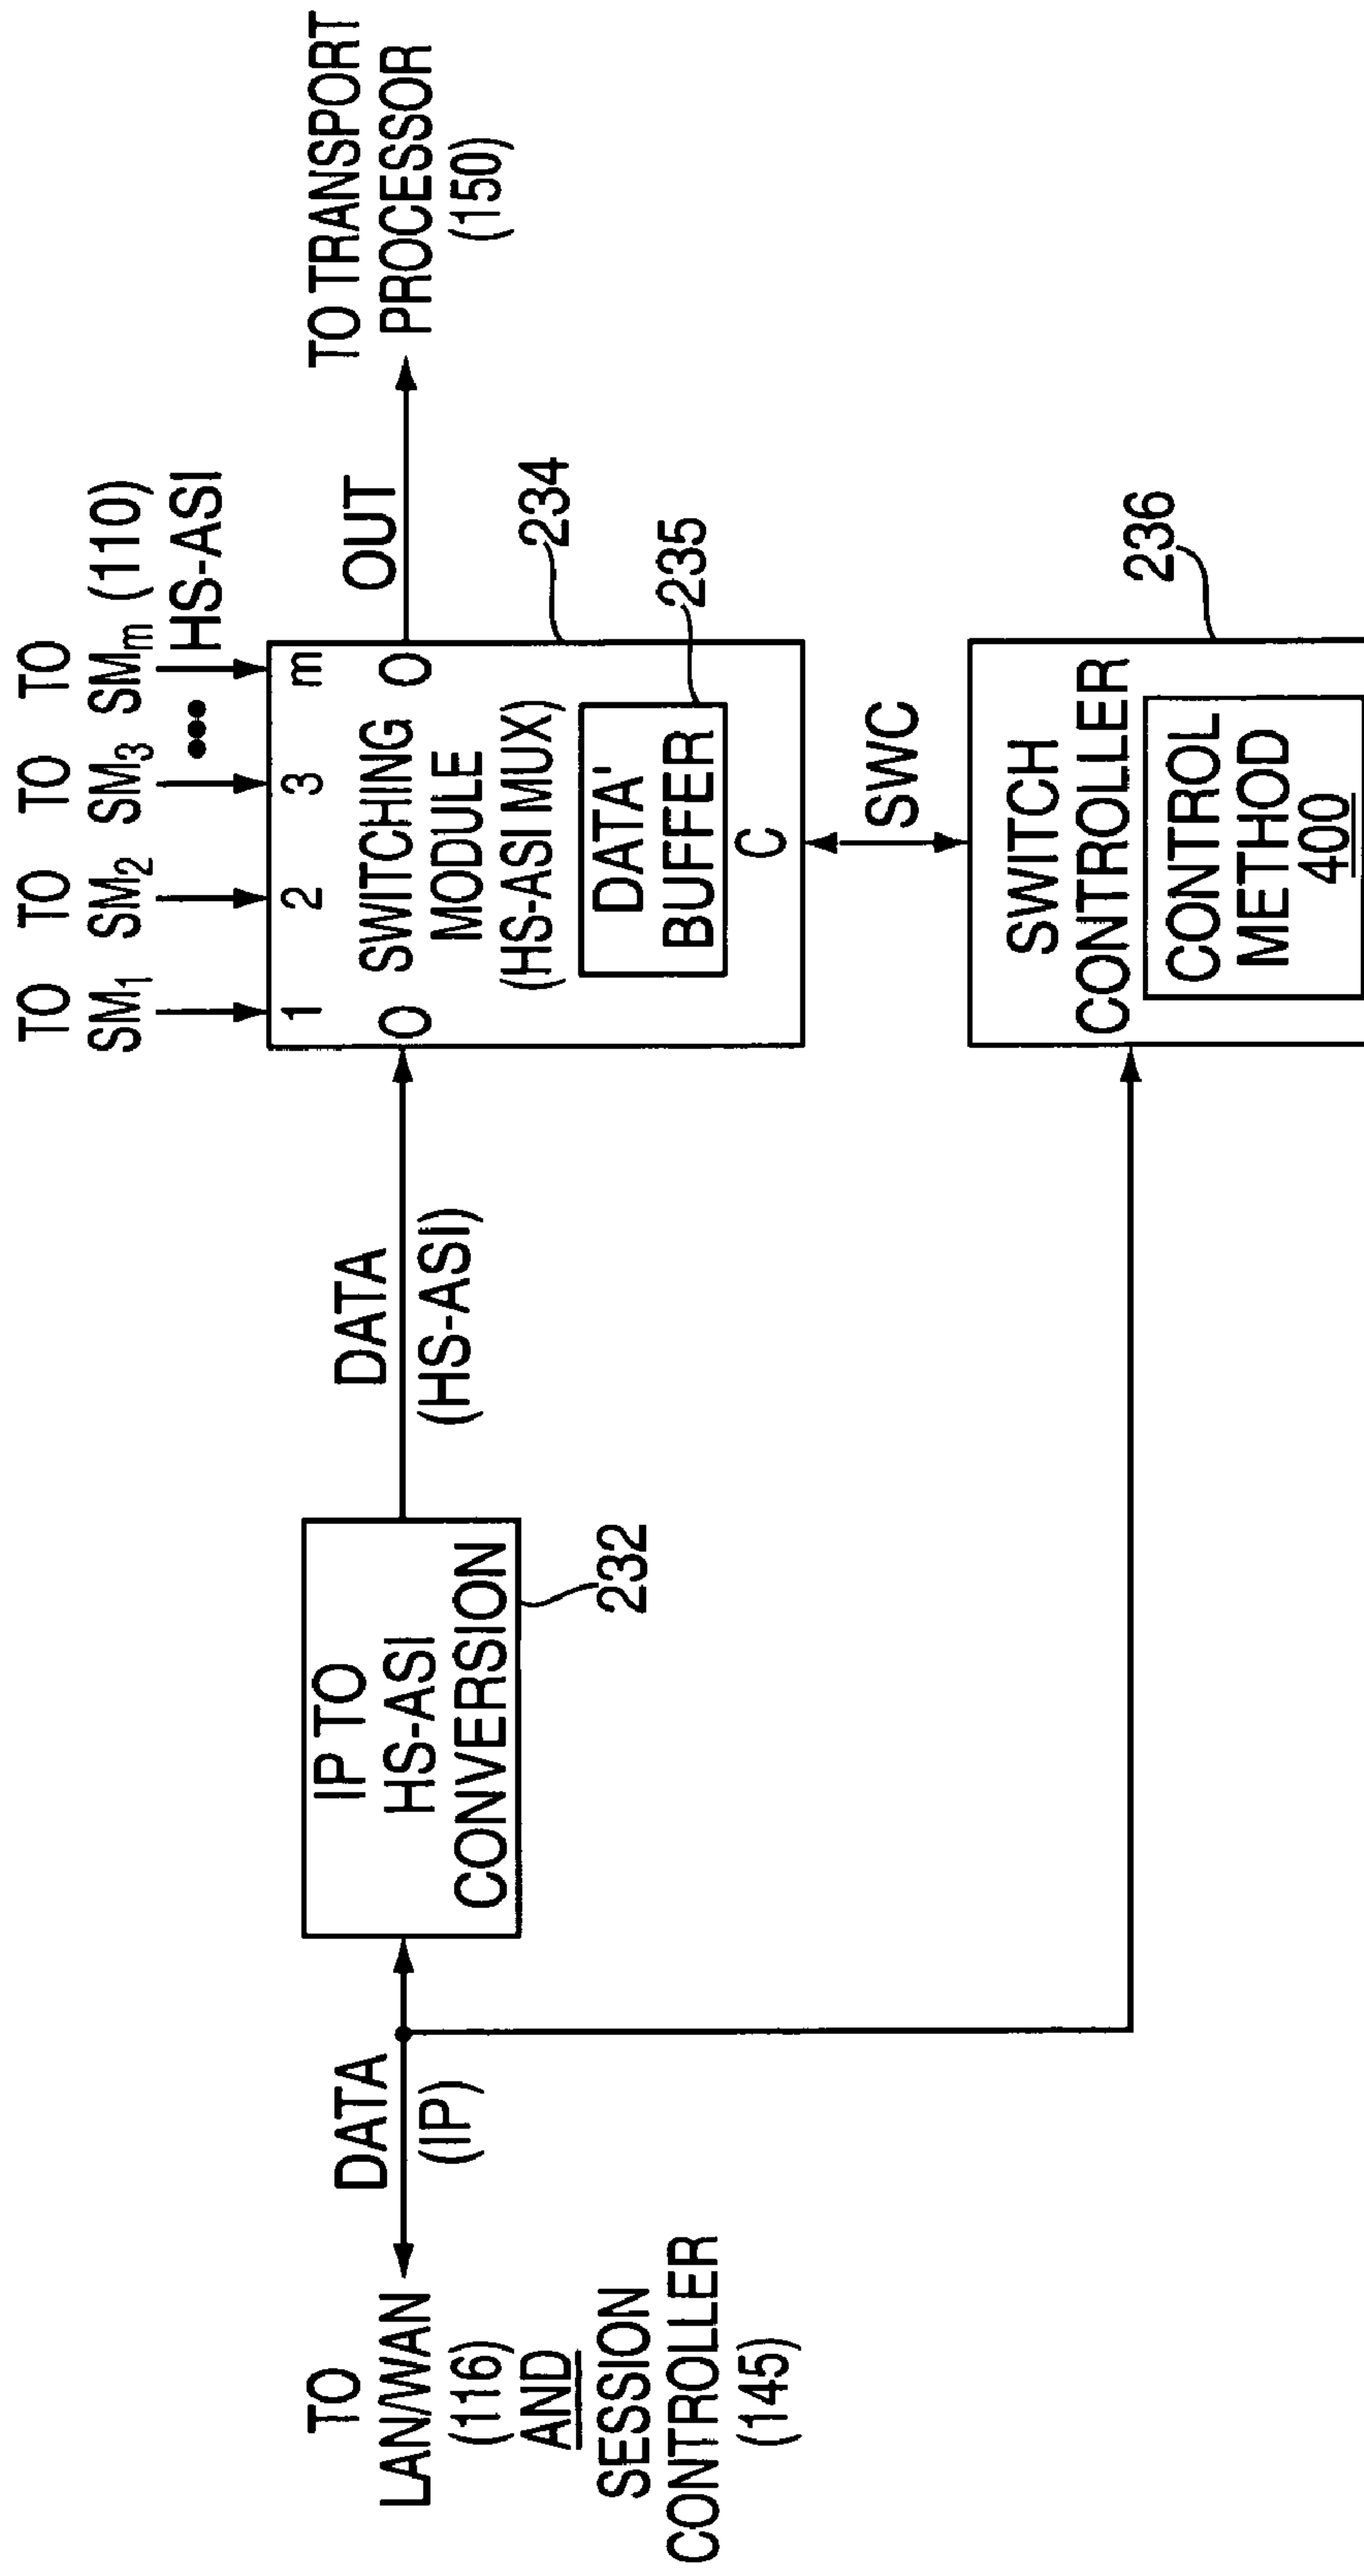 TO
SM1
TO
SM2
TO
SM3
TO
SMm (110)
HS-ASI
1
2
3
m
O SWITCHING O
MODULE
(HS-ASI MUX)
DATA'
BUFFER
C
OUT
TO TRANSPORT
PROCESSOR
(150)
234
235
DATA
(HS-ASI)
IP TO
HS-ASI
CONVERSION
232
DATA
(IP)
TO
LAN/WAN
(116)
AND
SESSION
CONTROLLER
(145)
SWC
SWITCH
CONTROLLER
CONTROL
METHOD
400
236